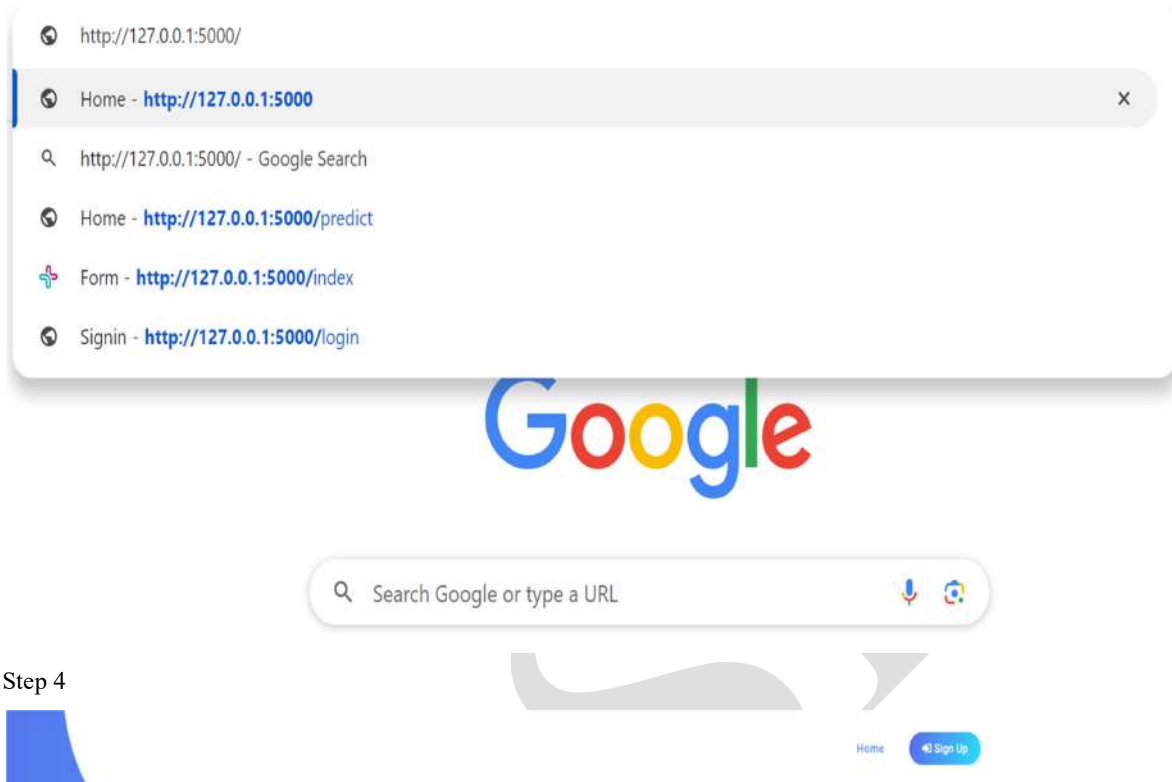 http://127.0.0.1:5000/
Home - http://127.0.0.1:5000
http://127.0.0.1:5000/ - Google Search
Home - http://127.0.0.1:5000/predict
Form - http://127.0.0.1:5000/index
Signin - http://127.0.0.1:5000/login
Google
Search Google or type a URL
Step 4
Home Sign Up